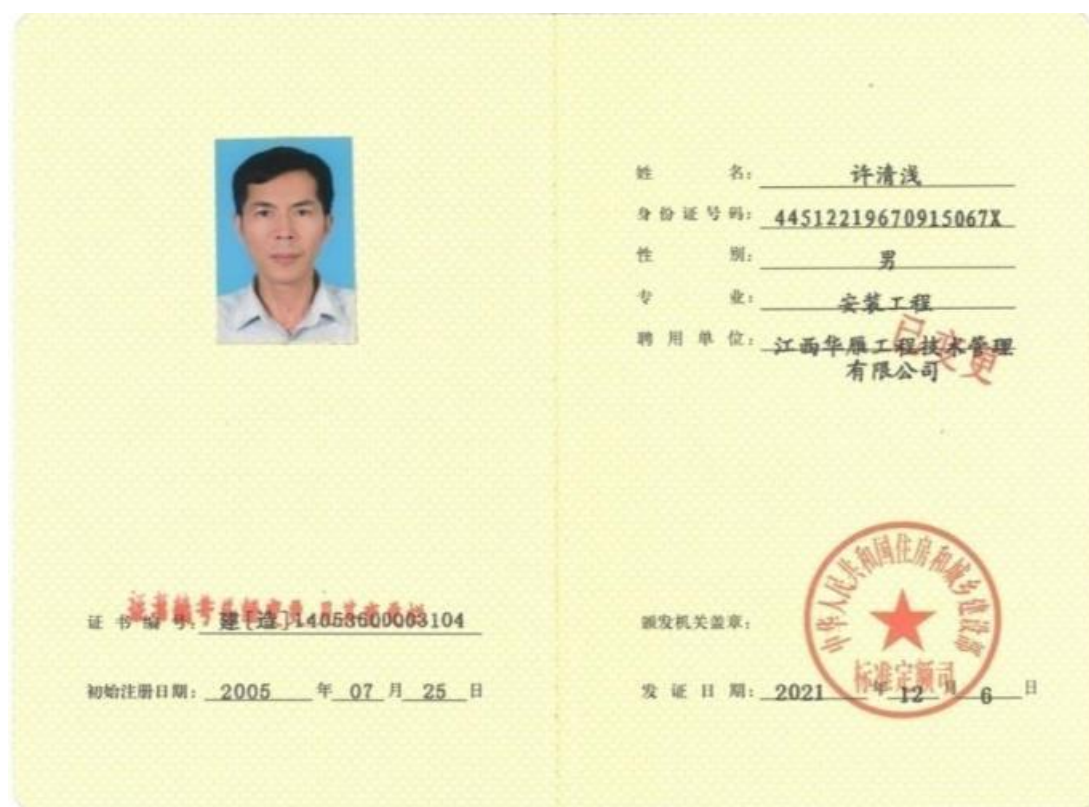 证书编号: 建[造]14053600003104
初始注册日期: 2005 年 07 月 25 日
姓 名: 许清浅
身份证号码: 44512219670915067X
性 别: 男
专 业: 安装工程
聘用单位: 江西华雁工程技术管理
有限公司
已变更
颁发机关盖章:
中华人民共和国住房和城乡建设部
标准定额司
发证日期: 2021 年 12 月 6 日